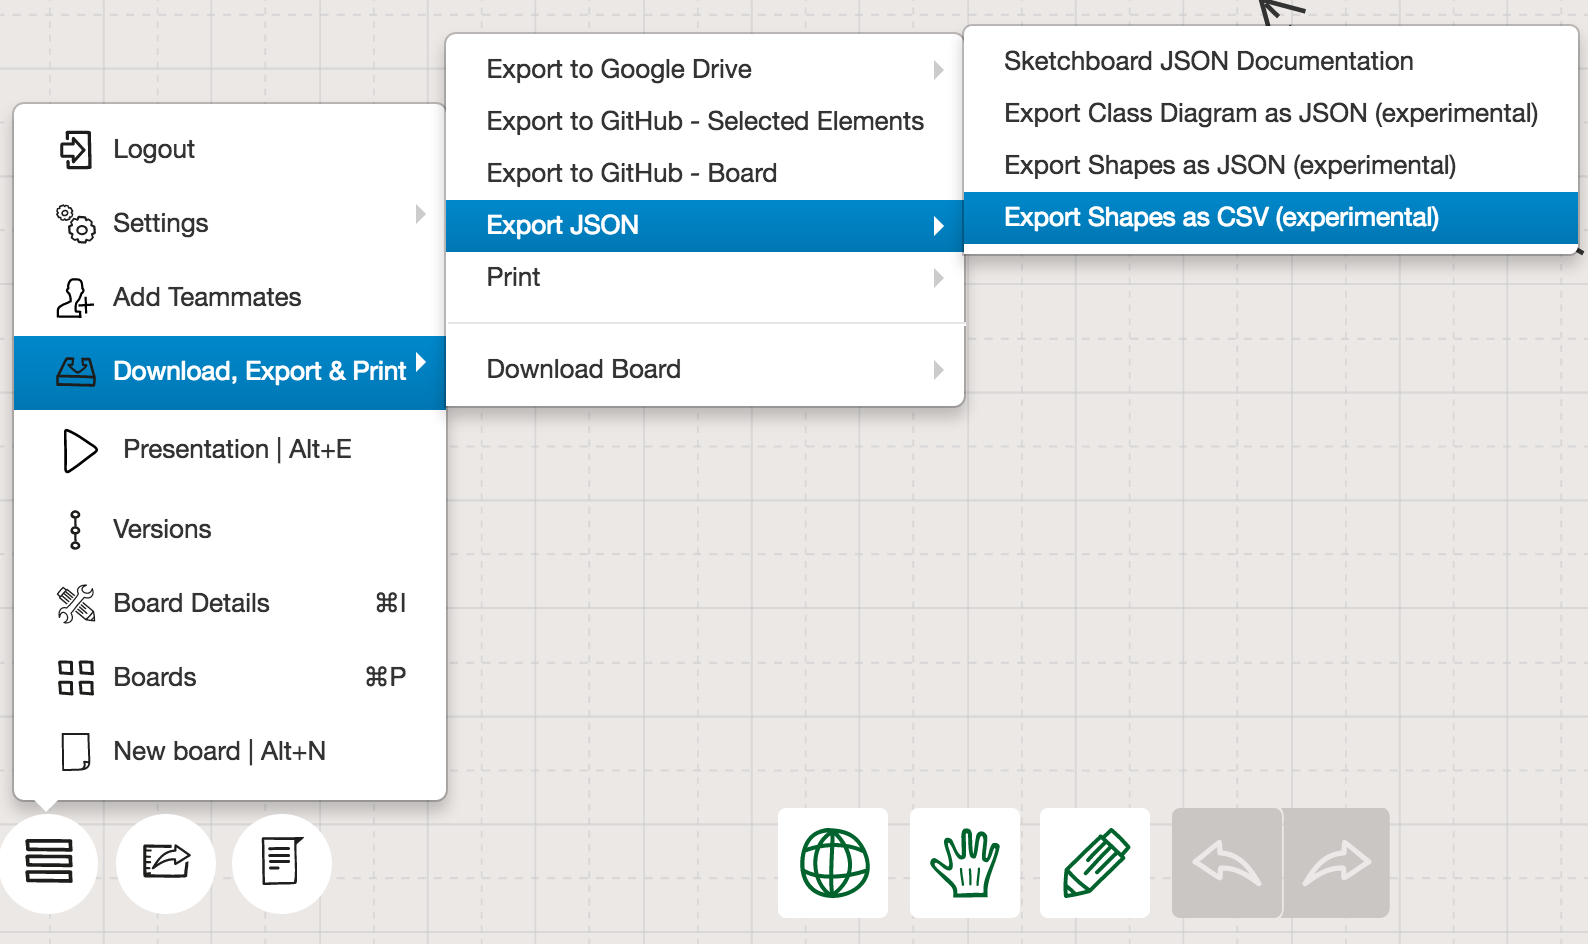 Logout
Settings
Add Teammates
Download, Export & Print
Presentation | Alt+E
Versions
Board Details ⌘I
Boards ⌘P
New board | Alt+N
Export to Google Drive
Export to GitHub - Selected Elements
Export to GitHub - Board
Export JSON
Print
Download Board
Sketchboard JSON Documentation
Export Class Diagram as JSON (experimental)
Export Shapes as JSON (experimental)
Export Shapes as CSV (experimental)